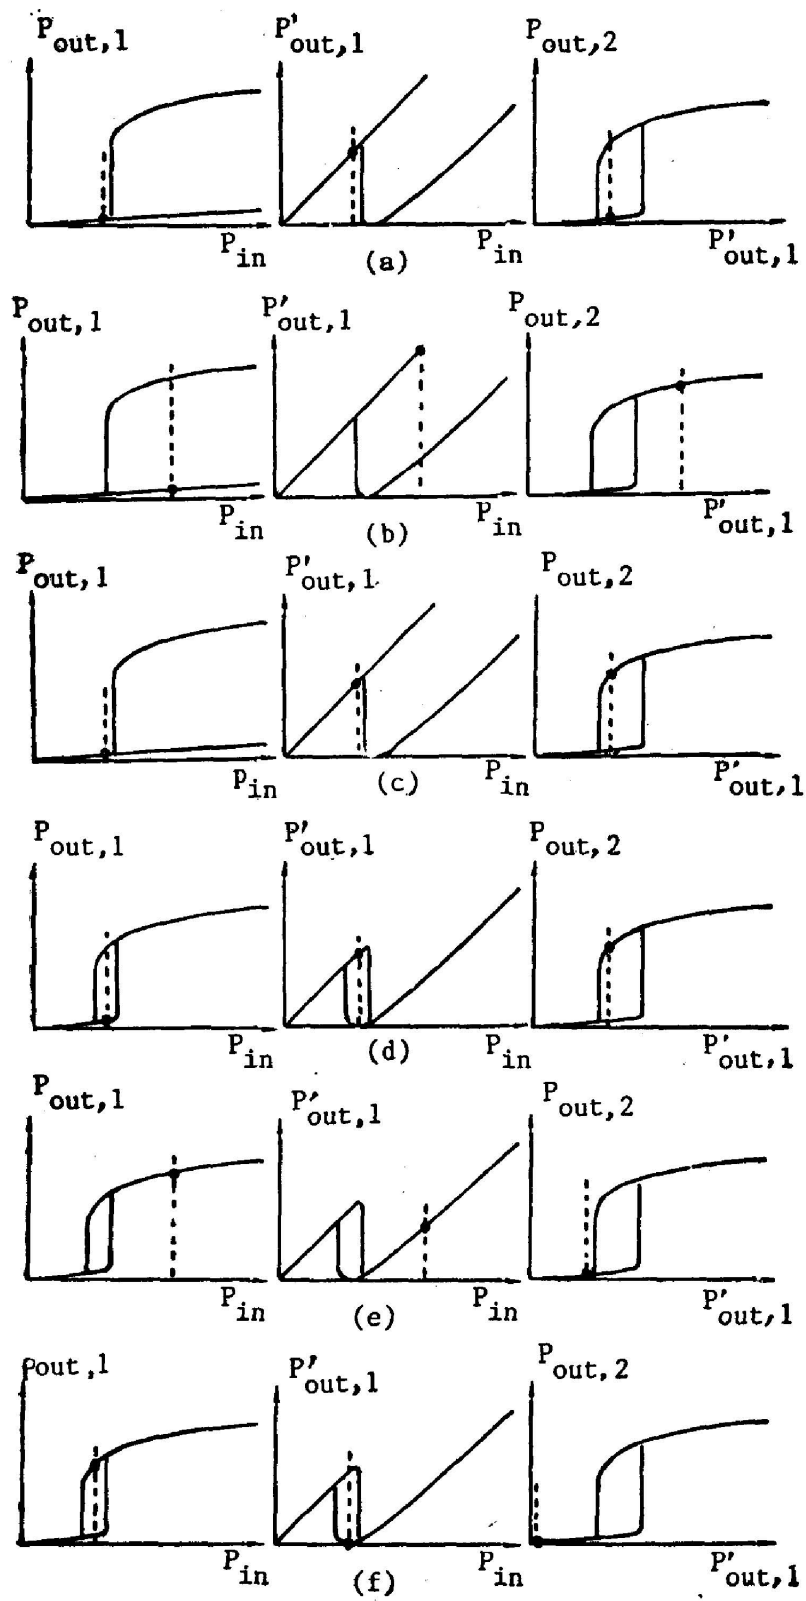 P out,1 P' out,1 P out,2
P in P in P' out,1
(a)
P out,1 P' out,1 P out,2
P in P in P' out,1
(b)
P out,1 P' out,1 P out,2
P in P in P' out,1
(c)
P out,1 P' out,1 P out,2
P in P in P' out,1
(d)
P out,1 P' out,1 P out,2
P in P in P' out,1
(e)
P out,1 P' out,1 P out,2
P in P in P' out,1
(f)